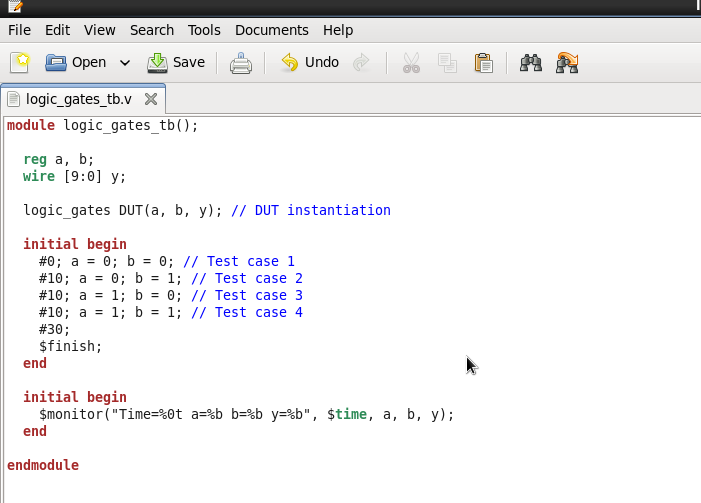 File Edit View Search Tools Documents Help
Open Save Undo
logic_gates_tb.v
module logic_gates_tb();
reg a, b;
wire [9:0] y;
logic_gates DUT(a, b, y); // DUT instantiation
initial begin
#0; a = 0; b = 0; // Test case 1
#10; a = 0; b = 1; // Test case 2
#10; a = 1; b = 0; // Test case 3
#10; a = 1; b = 1; // Test case 4
#30;
$finish;
end
initial begin
$monitor("Time=%0t a=%b b=%b y=%b", $time, a, b, y);
end
endmodule